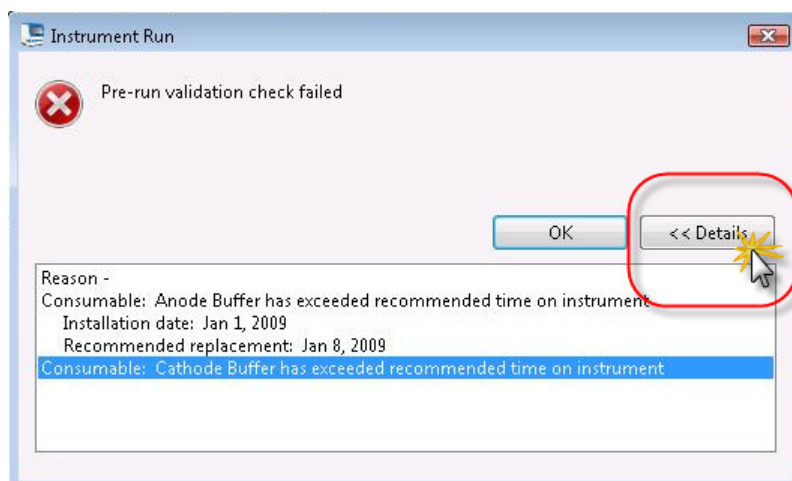 Instrument Run
Pre-run validation check failed
OK
<< Details
Reason -
Consumable: Anode Buffer has exceeded recommended time on instrument
Installation date: Jan 1, 2009
Recommended replacement: Jan 8, 2009
Consumable: Cathode Buffer has exceeded recommended time on instrument